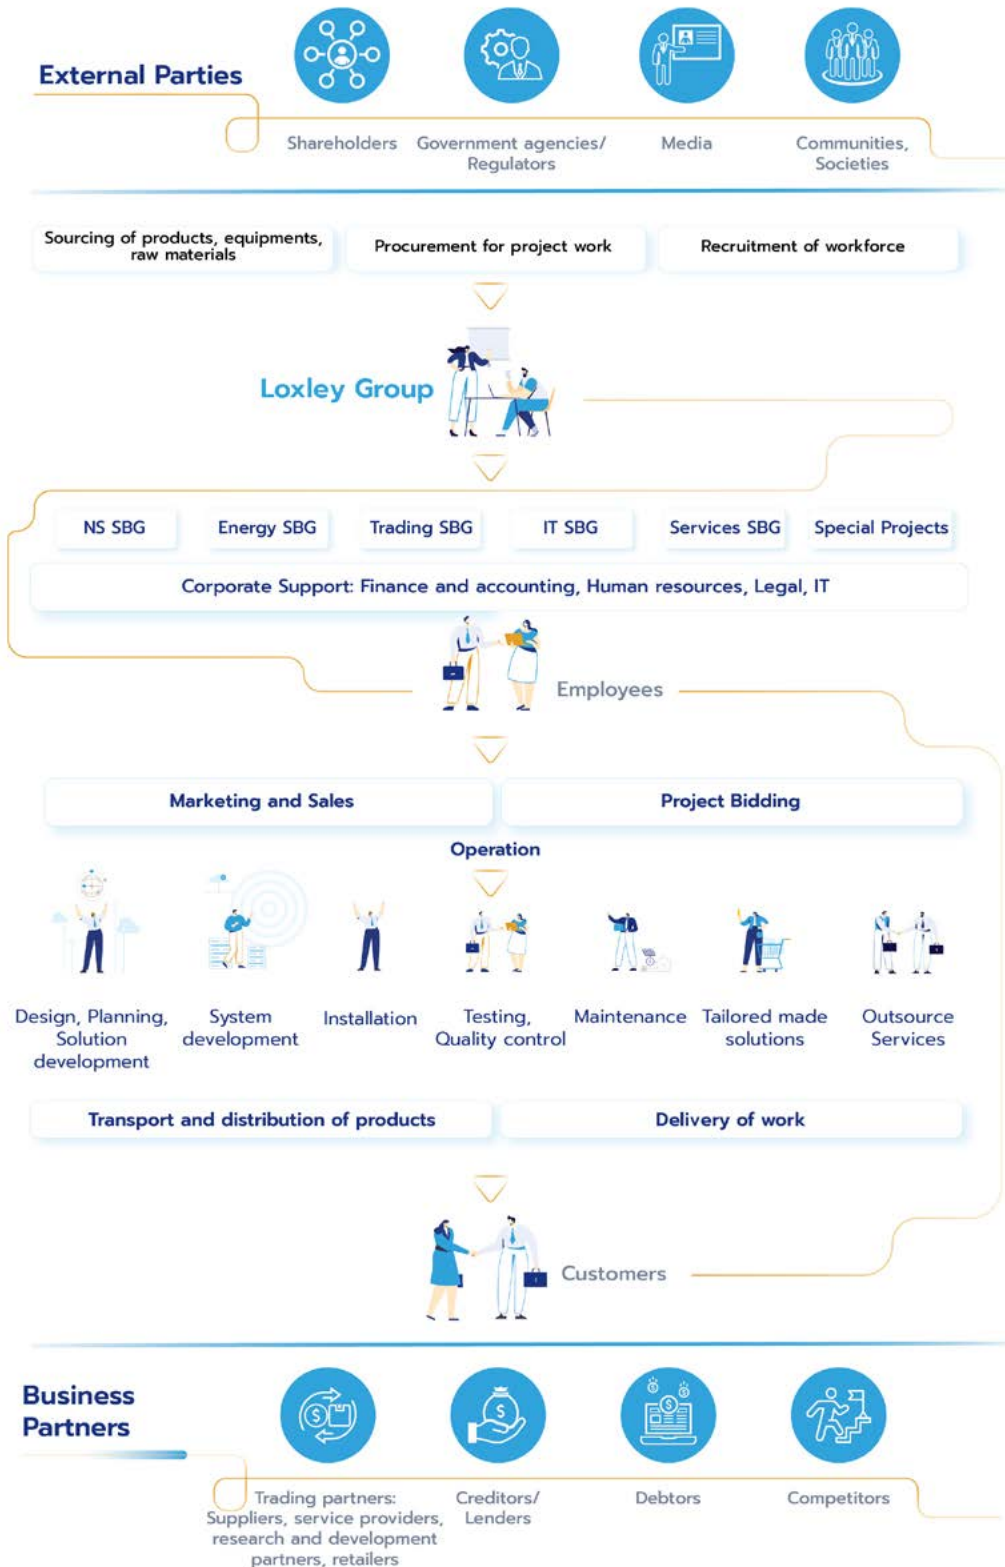 External Parties
Shareholders
Government agencies/
Regulators
Media
Communities,
Societies
Sourcing of products, equipments,
raw materials
Procurement for project work
Recruitment of workforce
Loxley Group
NS SBG
Energy SBG
Trading SBG
IT SBG
Services SBG
Special Projects
Corporate Support: Finance and accounting, Human resources, Legal, IT
Employees
Marketing and Sales
Project Bidding
Operation
Design, Planning,
Solution
development
System
development
Installation
Testing,
Quality control
Maintenance
Tailored made
solutions
Outsource
Services
Transport and distribution of products
Delivery of work
Customers
Business
Partners
Trading partners:
Suppliers, service providers,
research and development
partners, retailers
Creditors/
Lenders
Debtors
Competitors